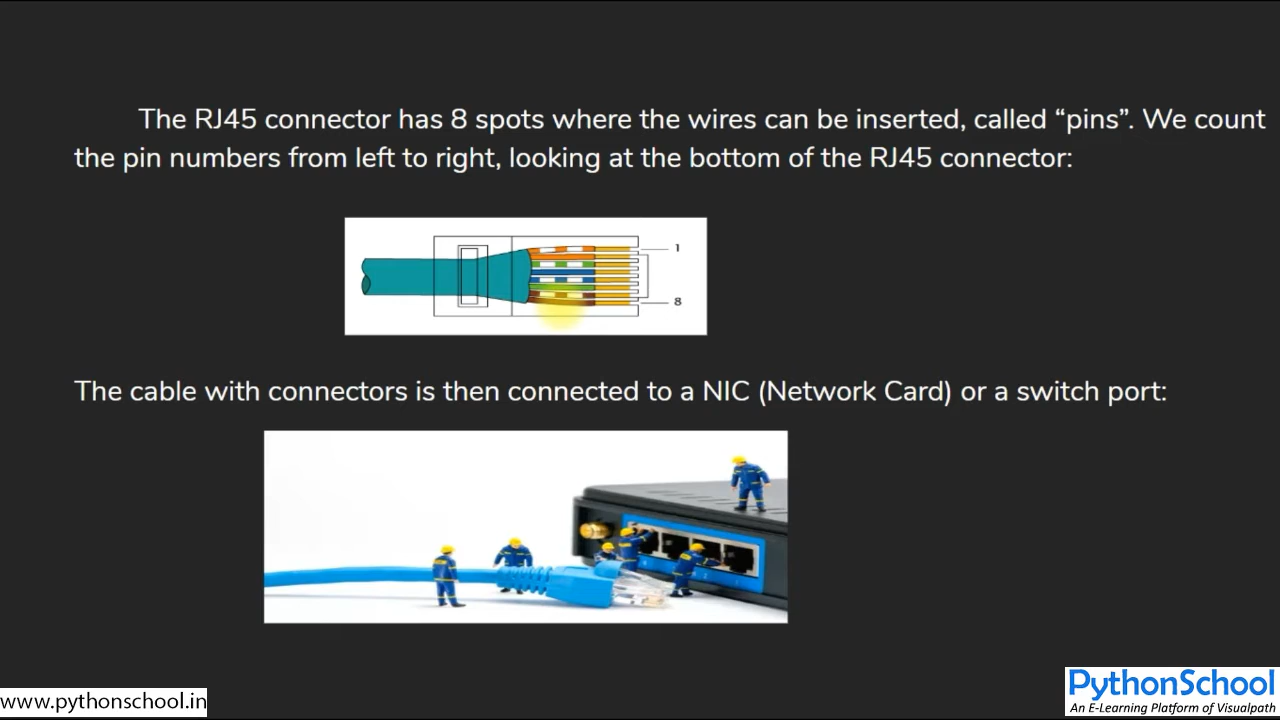 The RJ45 connector has 8 spots where the wires can be inserted, called “pins”. We count
the pin numbers from left to right, looking at the bottom of the RJ45 connector:
1
8
The cable with connectors is then connected to a NIC (Network Card) or a switch port:
www.pythonschool.in
PythonSchool
An E-Learning Platform of Visualpath